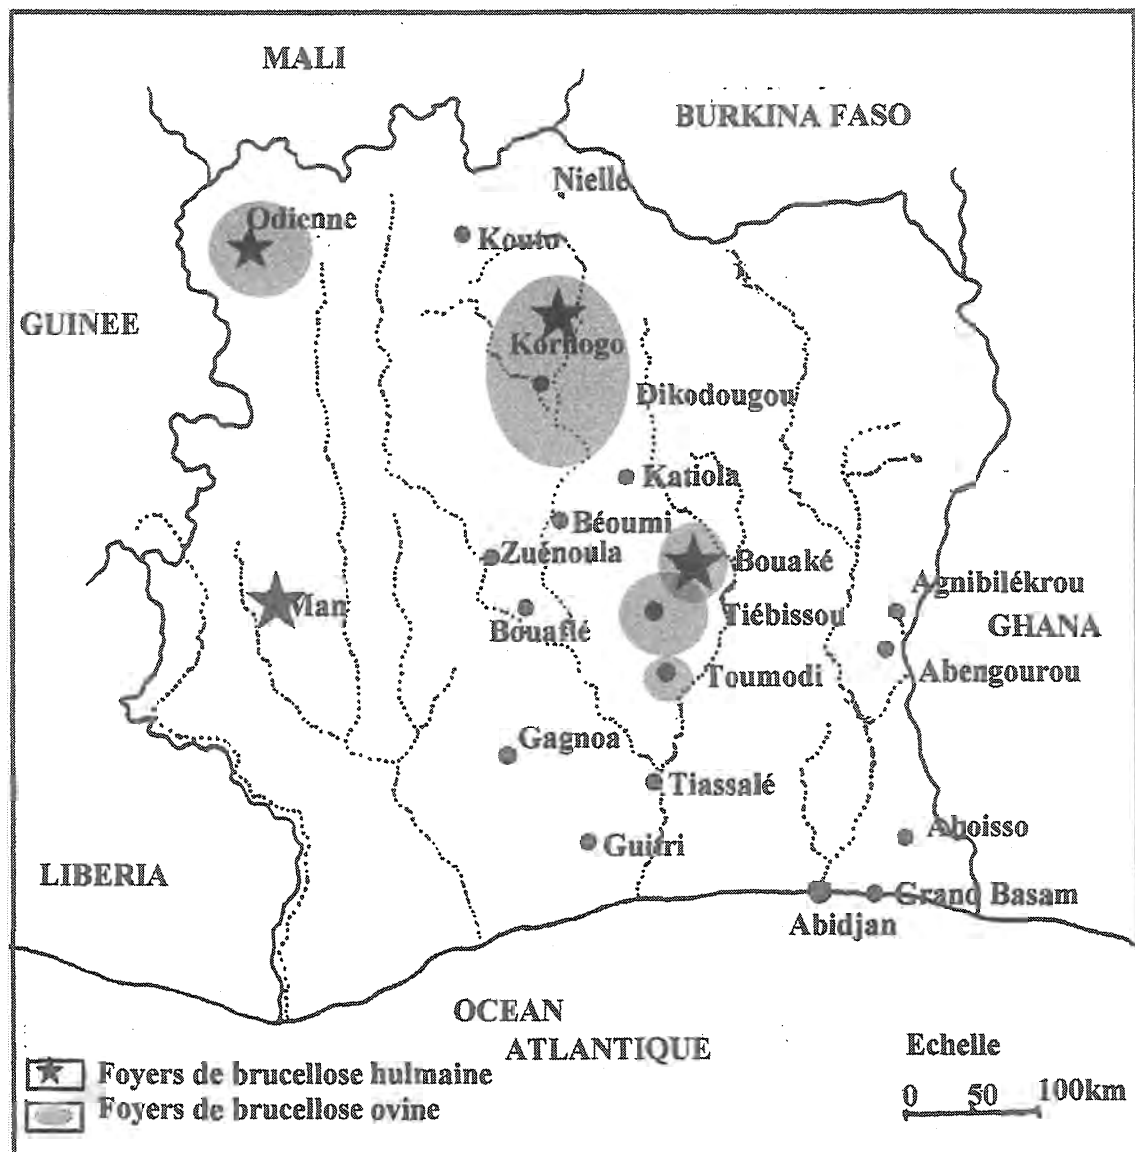 MALI
BURKINA FASO
Nielle
Odienne
Kouto
GUINEE
Korhogo
Dikodougou
Katiola
Béoumi
Zuénoula
Bouaké
Agnibilékrou
Man
Bouaflé
Tiébissou
GHANA
Toumodi
Abengourou
Gagnoa
Tiassalé
Aboisso
Guitri
LIBERIA
Grand Basam
Abidjan
OCEAN
ATLANTIQUE
Echelle
0 50 100km
Foyers de brucellose hulmaine
Foyers de brucellose ovine